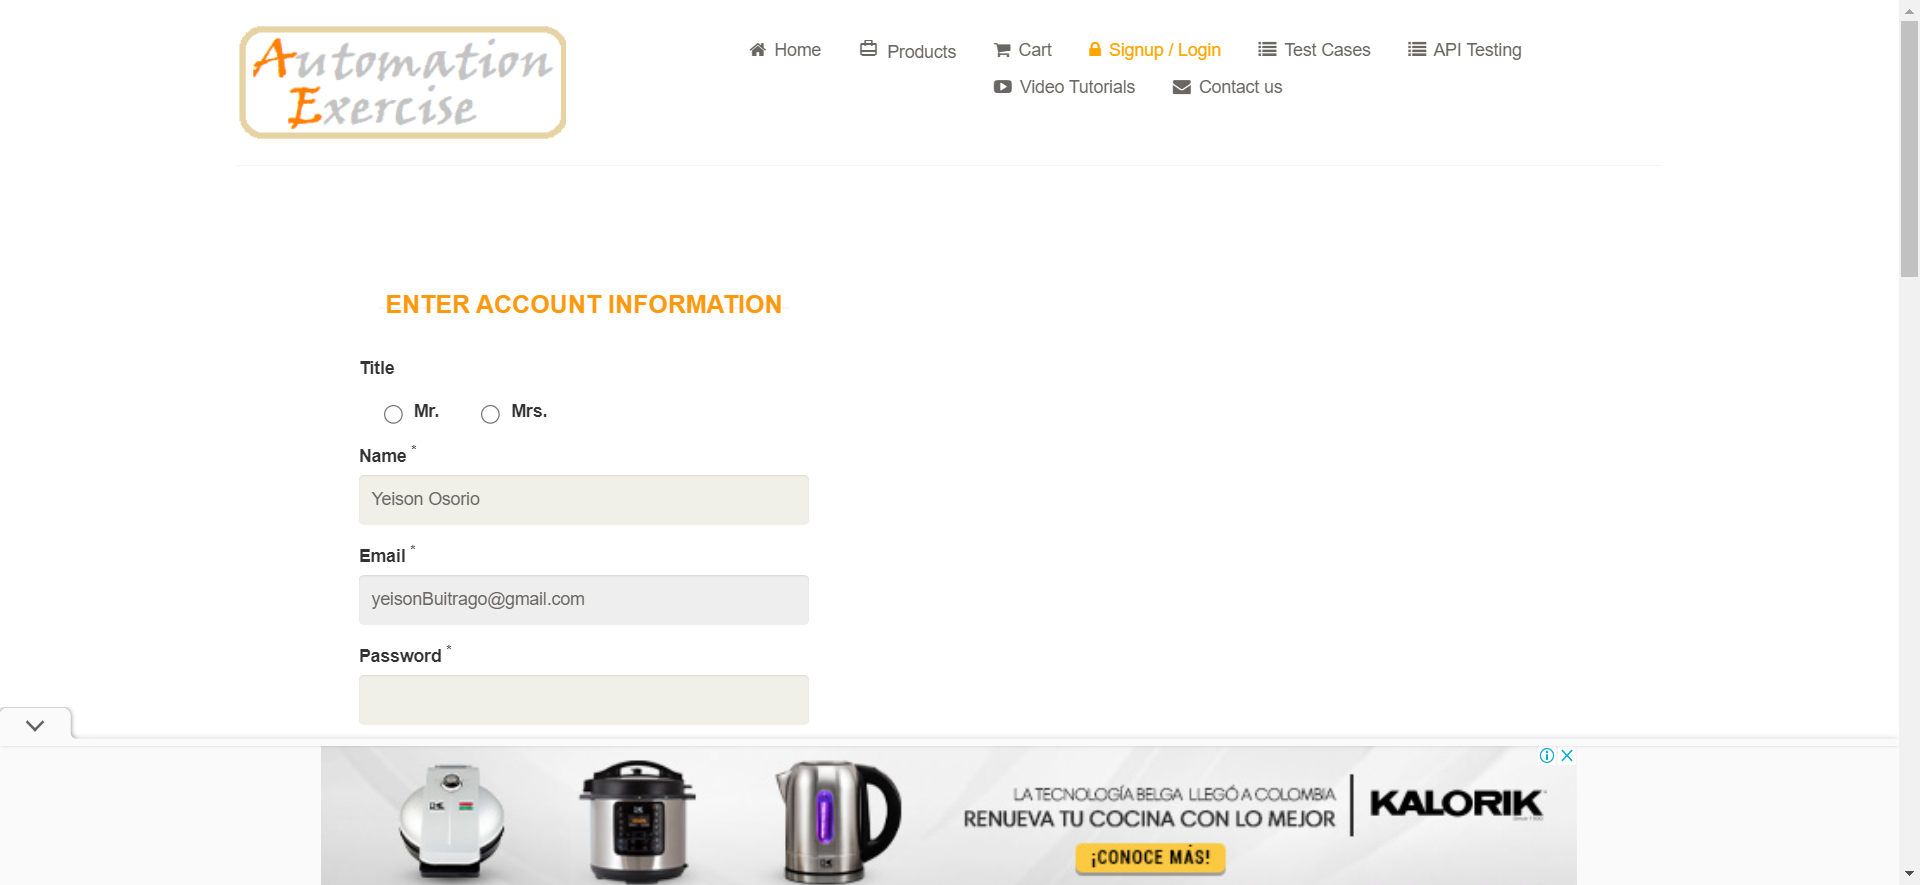 Automation
Exercise
Home
Products
Cart
Signup / Login
Test Cases
API Testing
Video Tutorials
Contact us
ENTER ACCOUNT INFORMATION
Title
Mr.
Mrs.
Name *
Yeison Osorio
Email *
yeisonBuitrago@gmail.com
Password *
LA TECNOLOGÍA BELGA LLEGÓ A COLOMBIA
RENUEVA TU COCINA CON LO MEJOR
KALORIK
¡CONOCE MÁS!